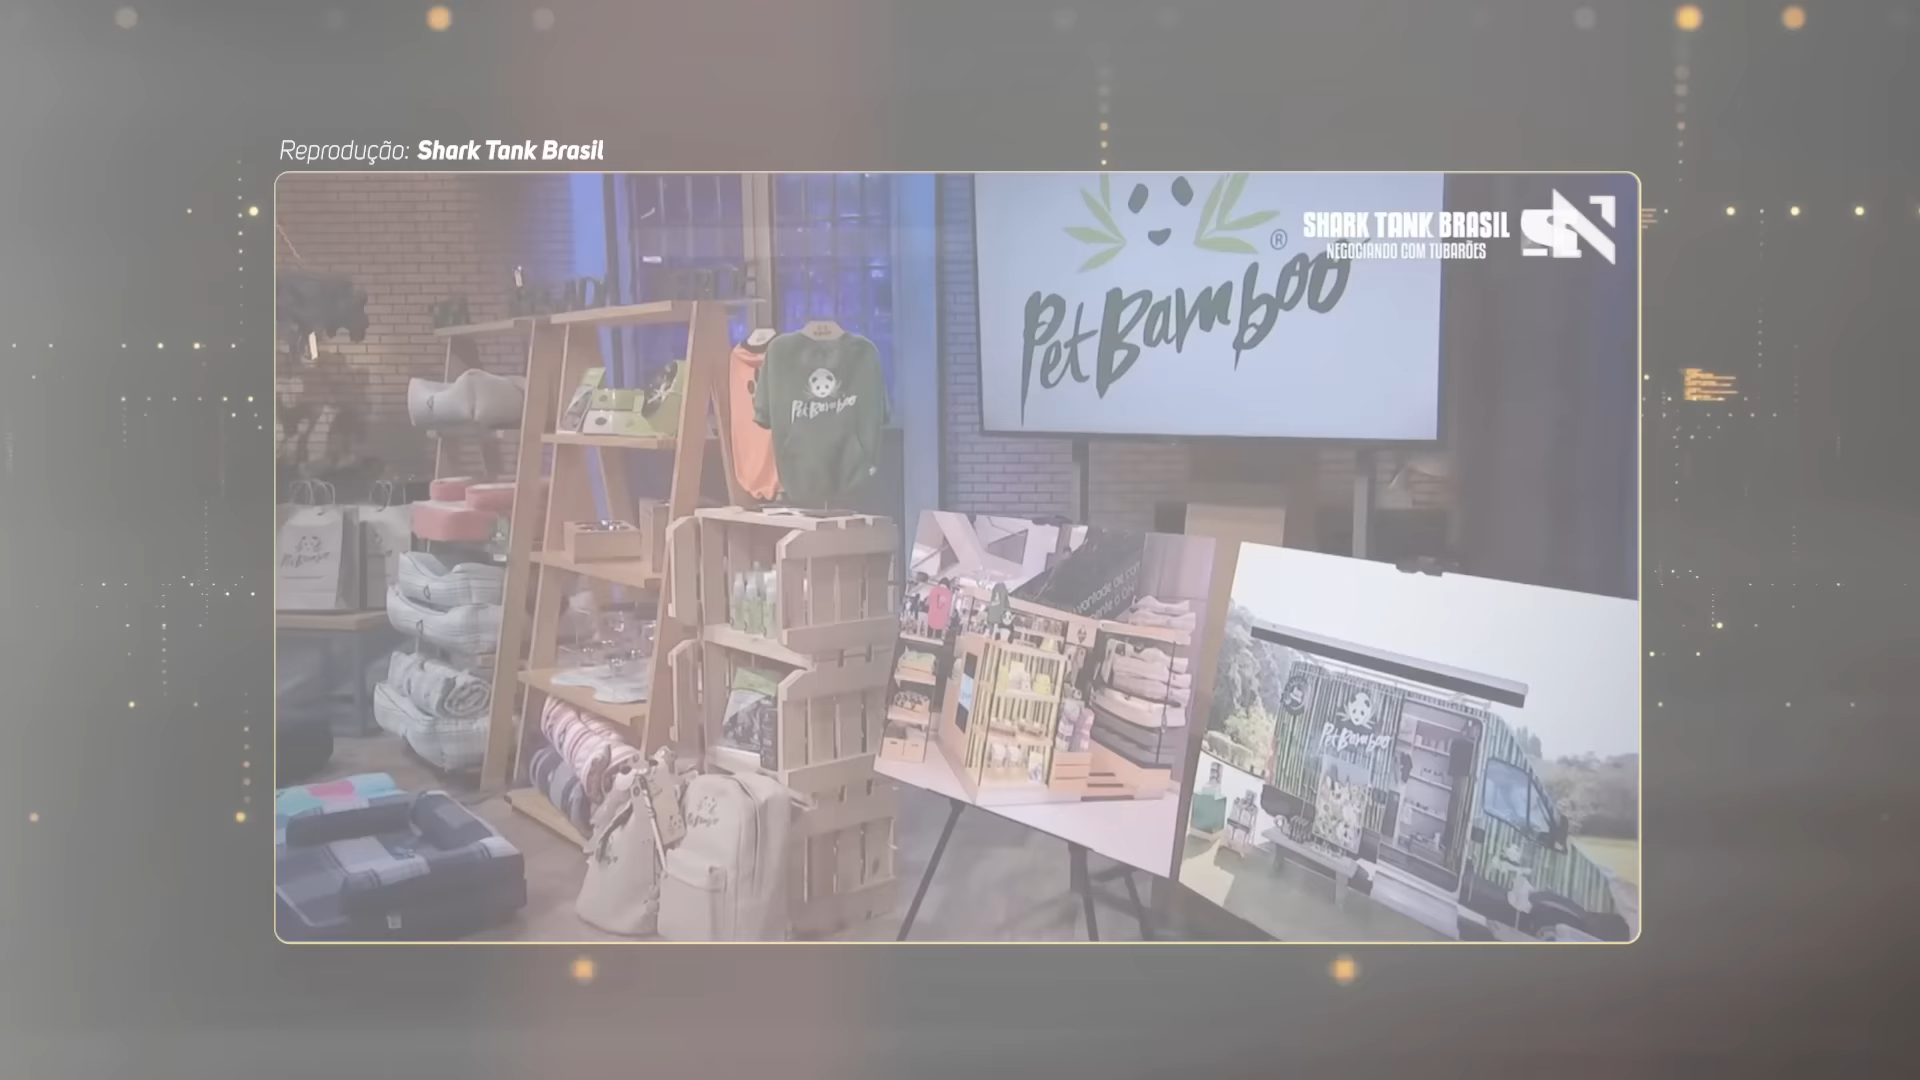 Reprodução: Shark Tank Brasil
SHARK TANK BRASIL
NEGOCIANDO COM TUBARÕES
®
PetBamboo
PetBamboo
PetBamboo
PetBamboo